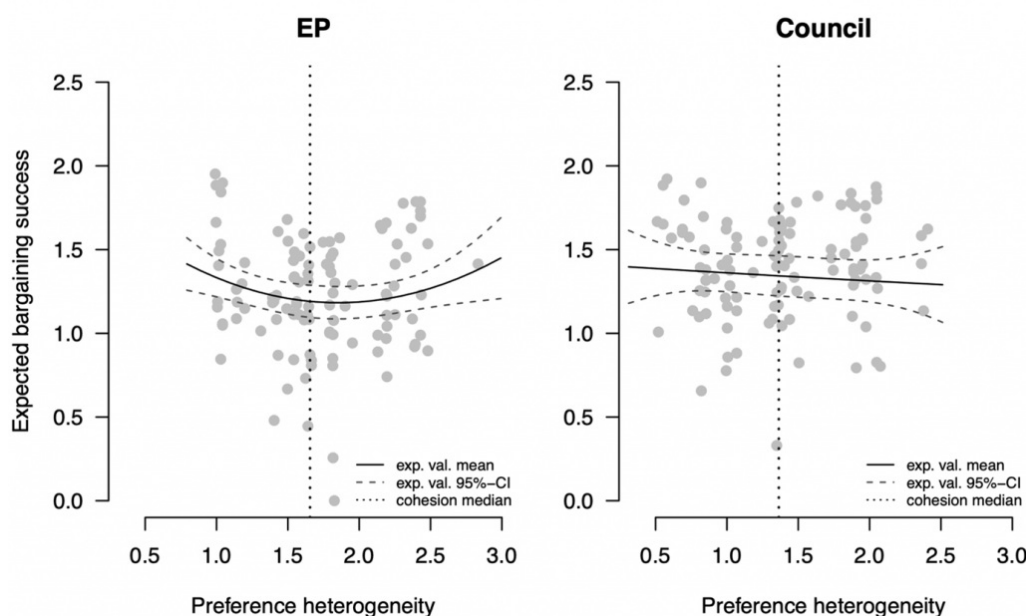 EP
Council
Expected bargaining success
2.5
2.0
1.5
1.0
0.5
0.0
exp. val. mean
exp. val. 95%-CI
cohesion median
0.5 1.0 1.5 2.0 2.5 3.0
Preference heterogeneity
2.5
2.0
1.5
1.0
0.5
0.0
exp. val. mean
exp. val. 95%-CI
cohesion median
0.5 1.0 1.5 2.0 2.5 3.0
Preference heterogeneity